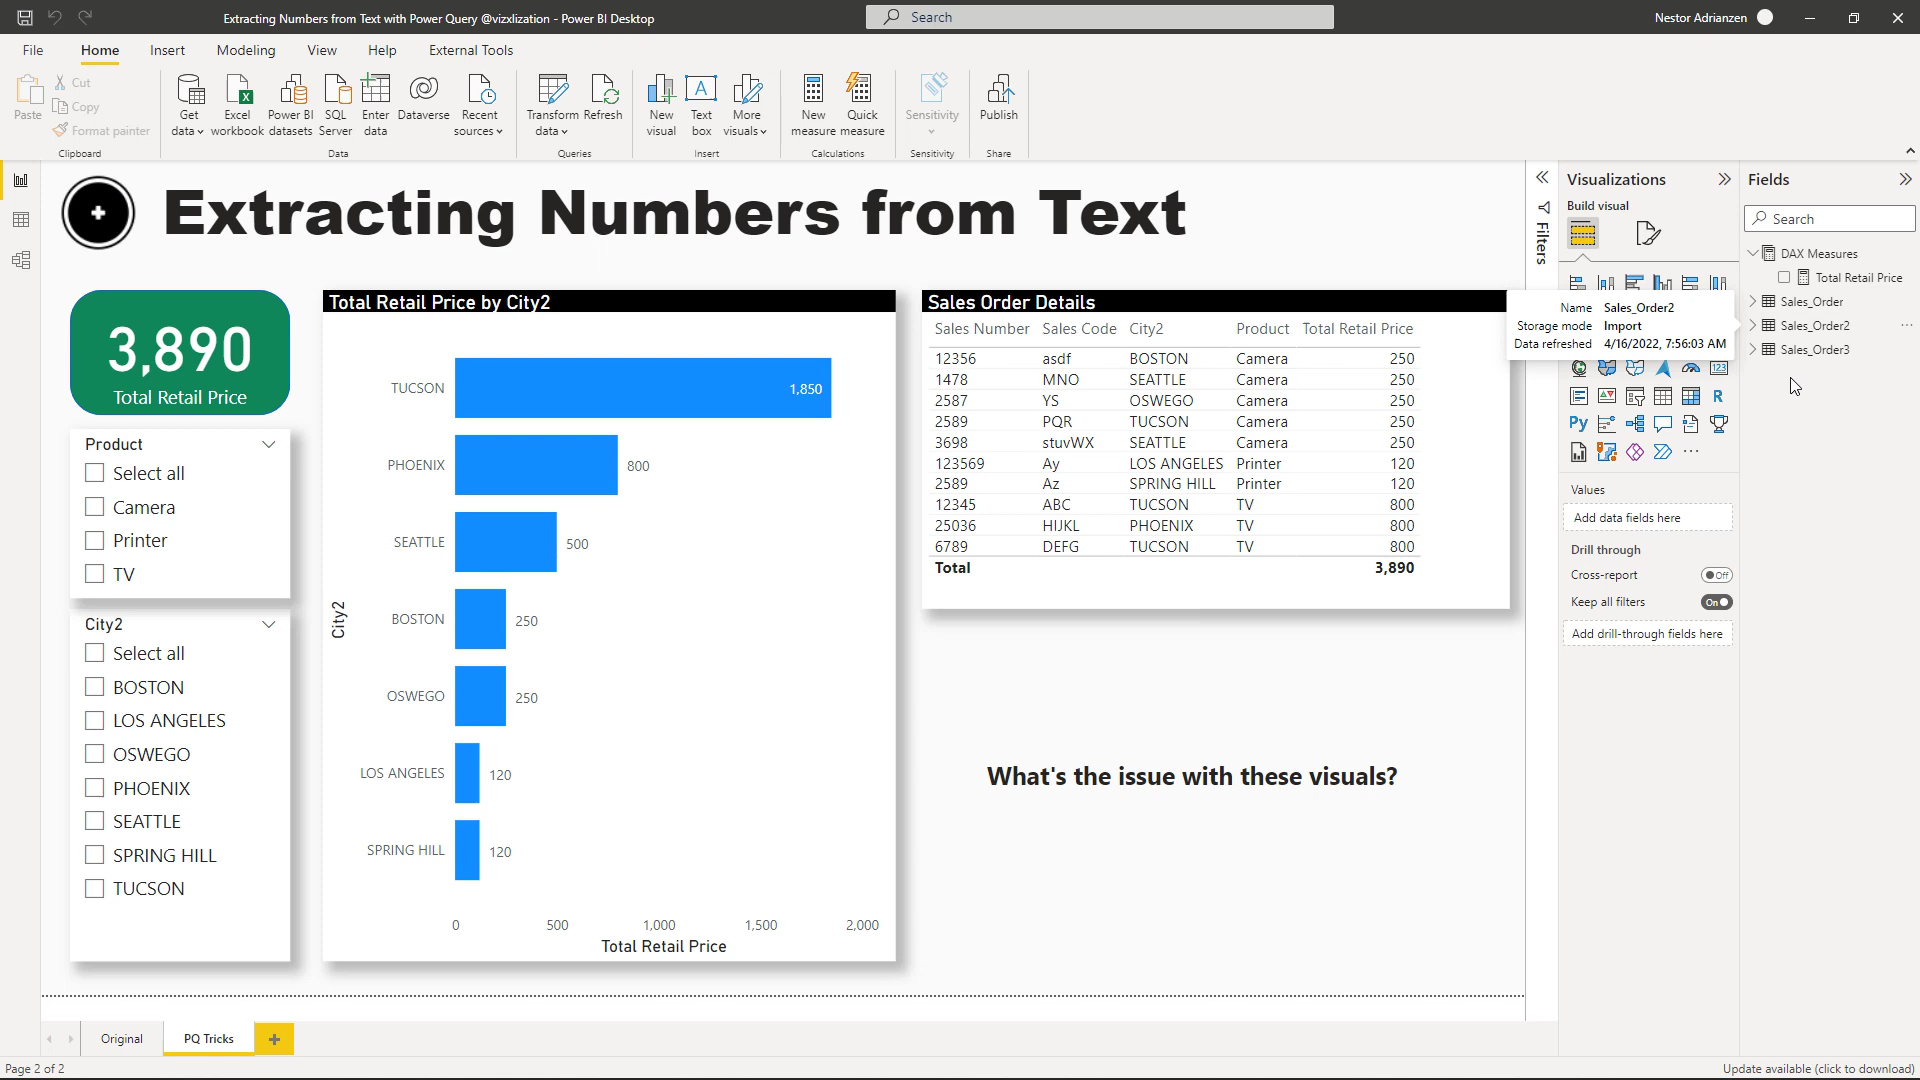 Extracting Numbers from Text with Power Query @vizxlization - Power BI Desktop
Search
Nestor Adrianzen
File
Home
Insert
Modeling
View
Help
External Tools
Paste
Cut
Copy
Format painter
Get data
Excel workbook
Power BI datasets
SQL Server
Enter data
Dataverse
Recent sources
Transform data
Refresh
New visual
Text box
More visuals
New measure
Quick measure
Sensitivity
Publish
Clipboard
Data
Queries
Insert
Calculations
Sensitivity
Share
Extracting Numbers from Text
3,890
Total Retail Price
Product
Select all
Camera
Printer
TV
City2
Select all
BOSTON
LOS ANGELES
OSWEGO
PHOENIX
SEATTLE
SPRING HILL
TUCSON
Total Retail Price by City2
City2
TUCSON 1,850
PHOENIX 800
SEATTLE 500
BOSTON 250
OSWEGO 250
LOS ANGELES 120
SPRING HILL 120
0 500 1,000 1,500 2,000
Total Retail Price
Sales Order Details
Sales Number Sales Code City2 Product Total Retail Price
12356 asdf BOSTON Camera 250
1478 MNO SEATTLE Camera 250
2587 YS OSWEGO Camera 250
2589 PQR TUCSON Camera 250
3698 stuvWX SEATTLE Camera 250
123569 Ay LOS ANGELES Printer 120
2589 Az SPRING HILL Printer 120
12345 ABC TUCSON TV 800
25036 HIJKL PHOENIX TV 800
6789 DEFG TUCSON TV 800
Total 3,890
What's the issue with these visuals?
Filters
Visualizations
Build visual
Name Sales_Order2
Storage mode Import
Data refreshed 4/16/2022, 7:56:03 AM
123
R
Py
Values
Add data fields here
Drill through
Cross-report Off
Keep all filters On
Add drill-through fields here
Fields
Search
DAX Measures
Total Retail Price
Sales_Order
Sales_Order2
Sales_Order3
Original
PQ Tricks
Page 2 of 2
Update available (click to download)